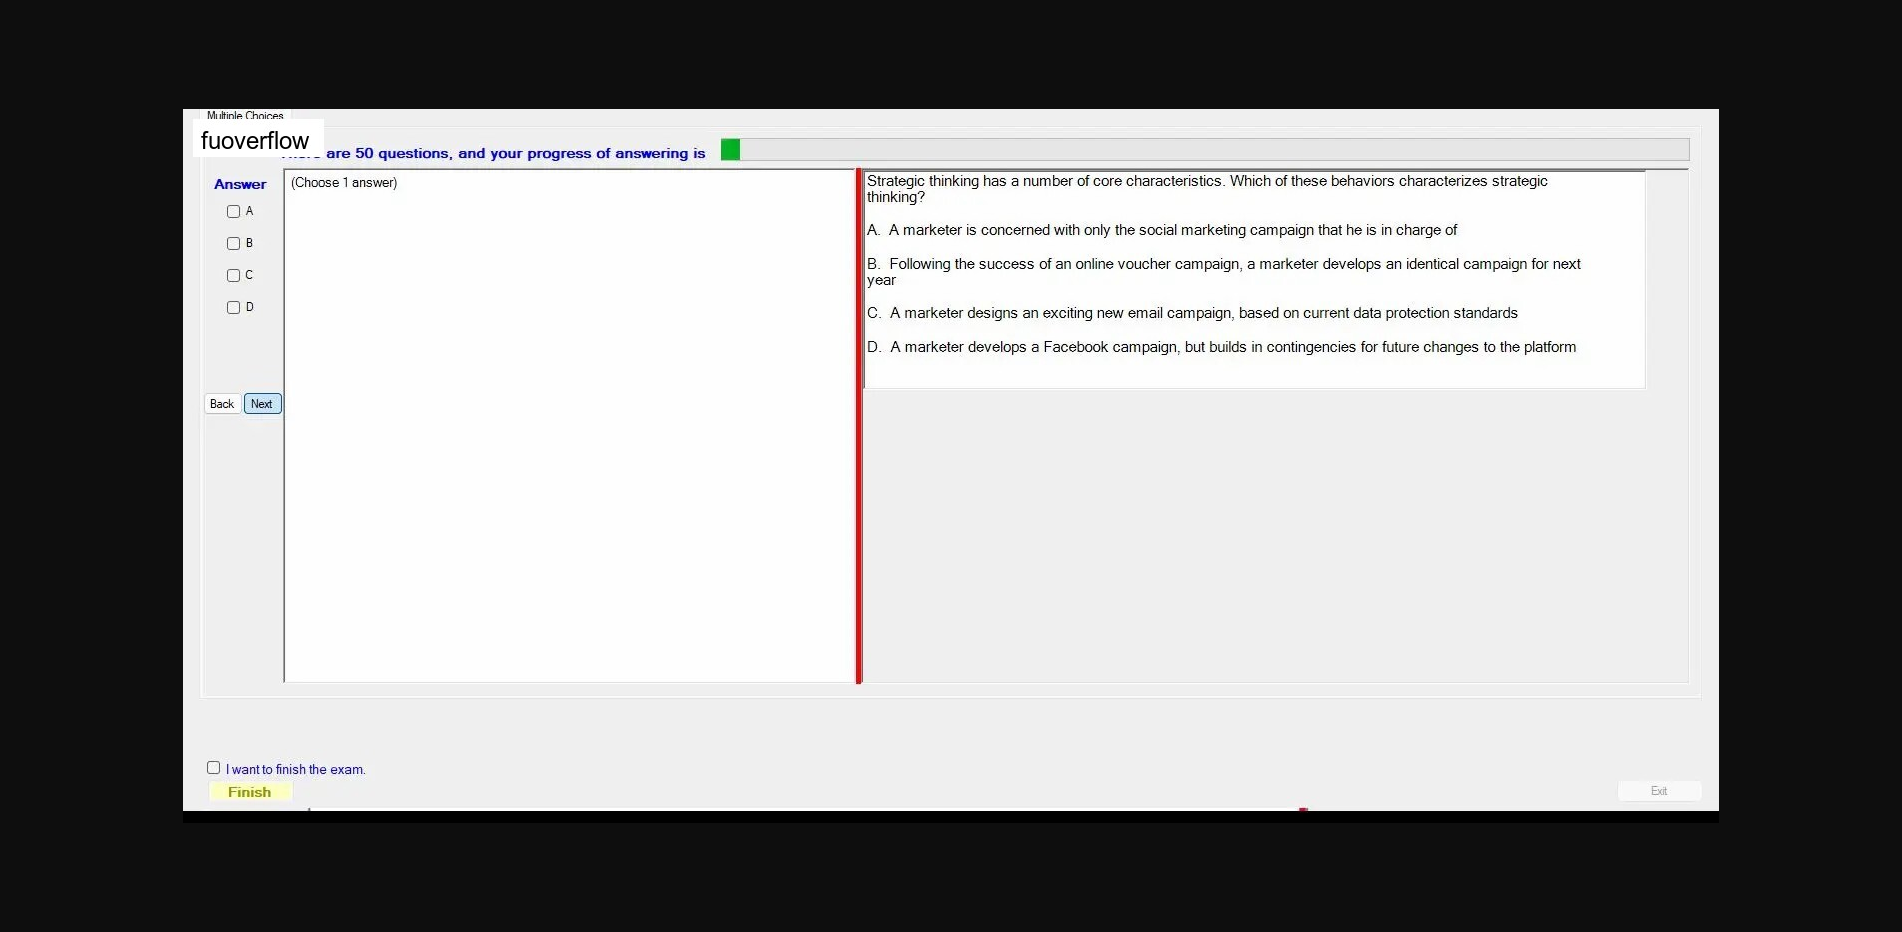 Multiple Choices
fuoverflow
are 50 questions, and your progress of answering is
Answer
(Choose 1 answer)
A
B
C
D
Back
Next
Strategic thinking has a number of core characteristics. Which of these behaviors characterizes strategic
thinking?
A. A marketer is concerned with only the social marketing campaign that he is in charge of
B. Following the success of an online voucher campaign, a marketer develops an identical campaign for next
year
C. A marketer designs an exciting new email campaign, based on current data protection standards
D. A marketer develops a Facebook campaign, but builds in contingencies for future changes to the platform
I want to finish the exam.
Finish
Exit